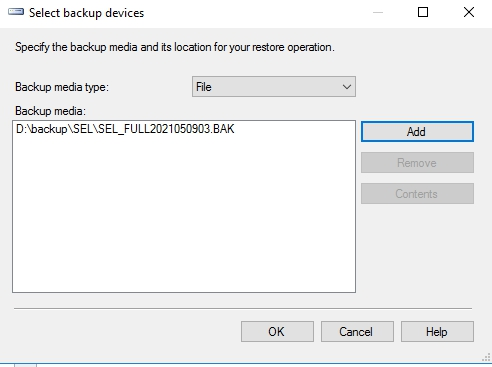 Select backup devices
Specify the backup media and its location for your restore operation.
Backup media type:
File
Backup media:
D:\backup\SEL\SEL_FULL2021050903.BAK
Add
Remove
Contents
OK
Cancel
Help